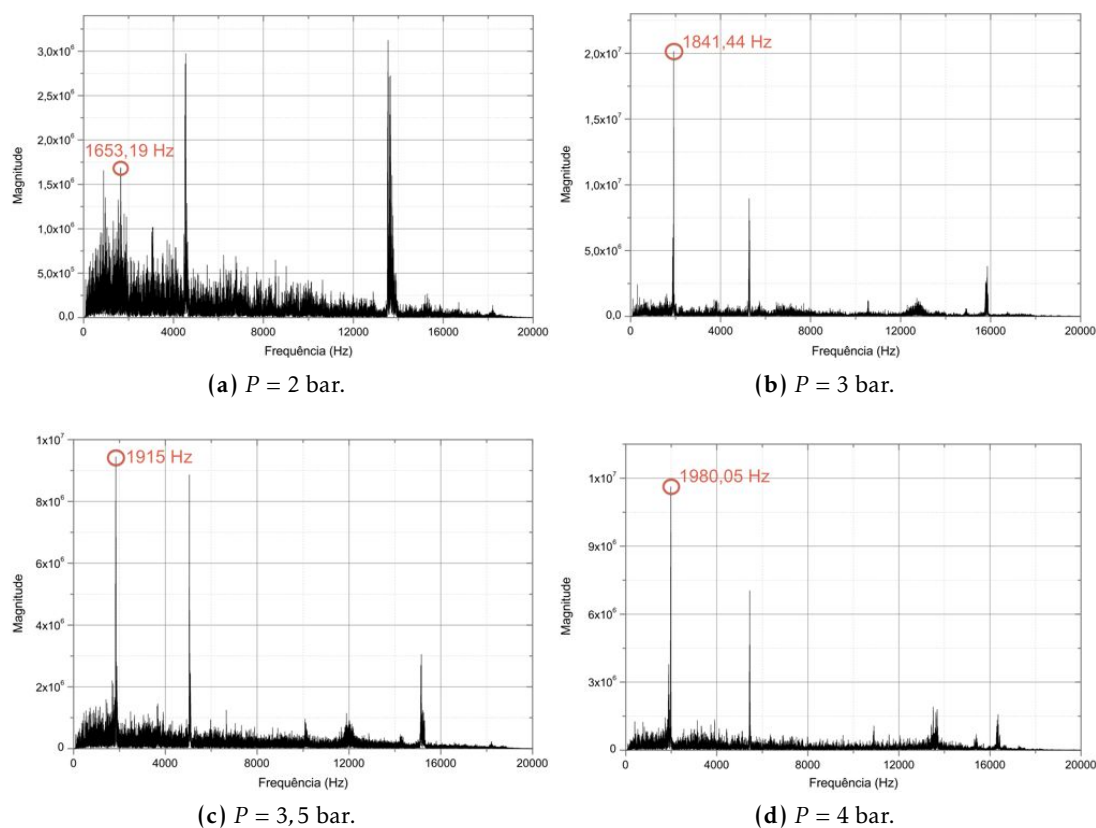 3,0x10⁶
2,5x10⁶
2,0x10⁶
1,5x10⁶
1,0x10⁶
5,0x10⁵
0,0
Magnitude
1653,19 Hz
0 4000 8000 12000 16000 20000
Frequência (Hz)
(a) P = 2 bar.
2,0x10⁷
1,5x10⁷
1,0x10⁷
5,0x10⁶
0,0
Magnitude
1841,44 Hz
0 4000 8000 12000 16000 20000
Frequência (Hz)
(b) P = 3 bar.
1x10⁷
8x10⁶
6x10⁶
4x10⁶
2x10⁶
0
Magnitude
1915 Hz
0 4000 8000 12000 16000 20000
Frequência (Hz)
(c) P = 3,5 bar.
1x10⁷
9x10⁶
6x10⁶
3x10⁶
0
Magnitude
1980,05 Hz
0 4000 8000 12000 16000 20000
Frequência (Hz)
(d) P = 4 bar.